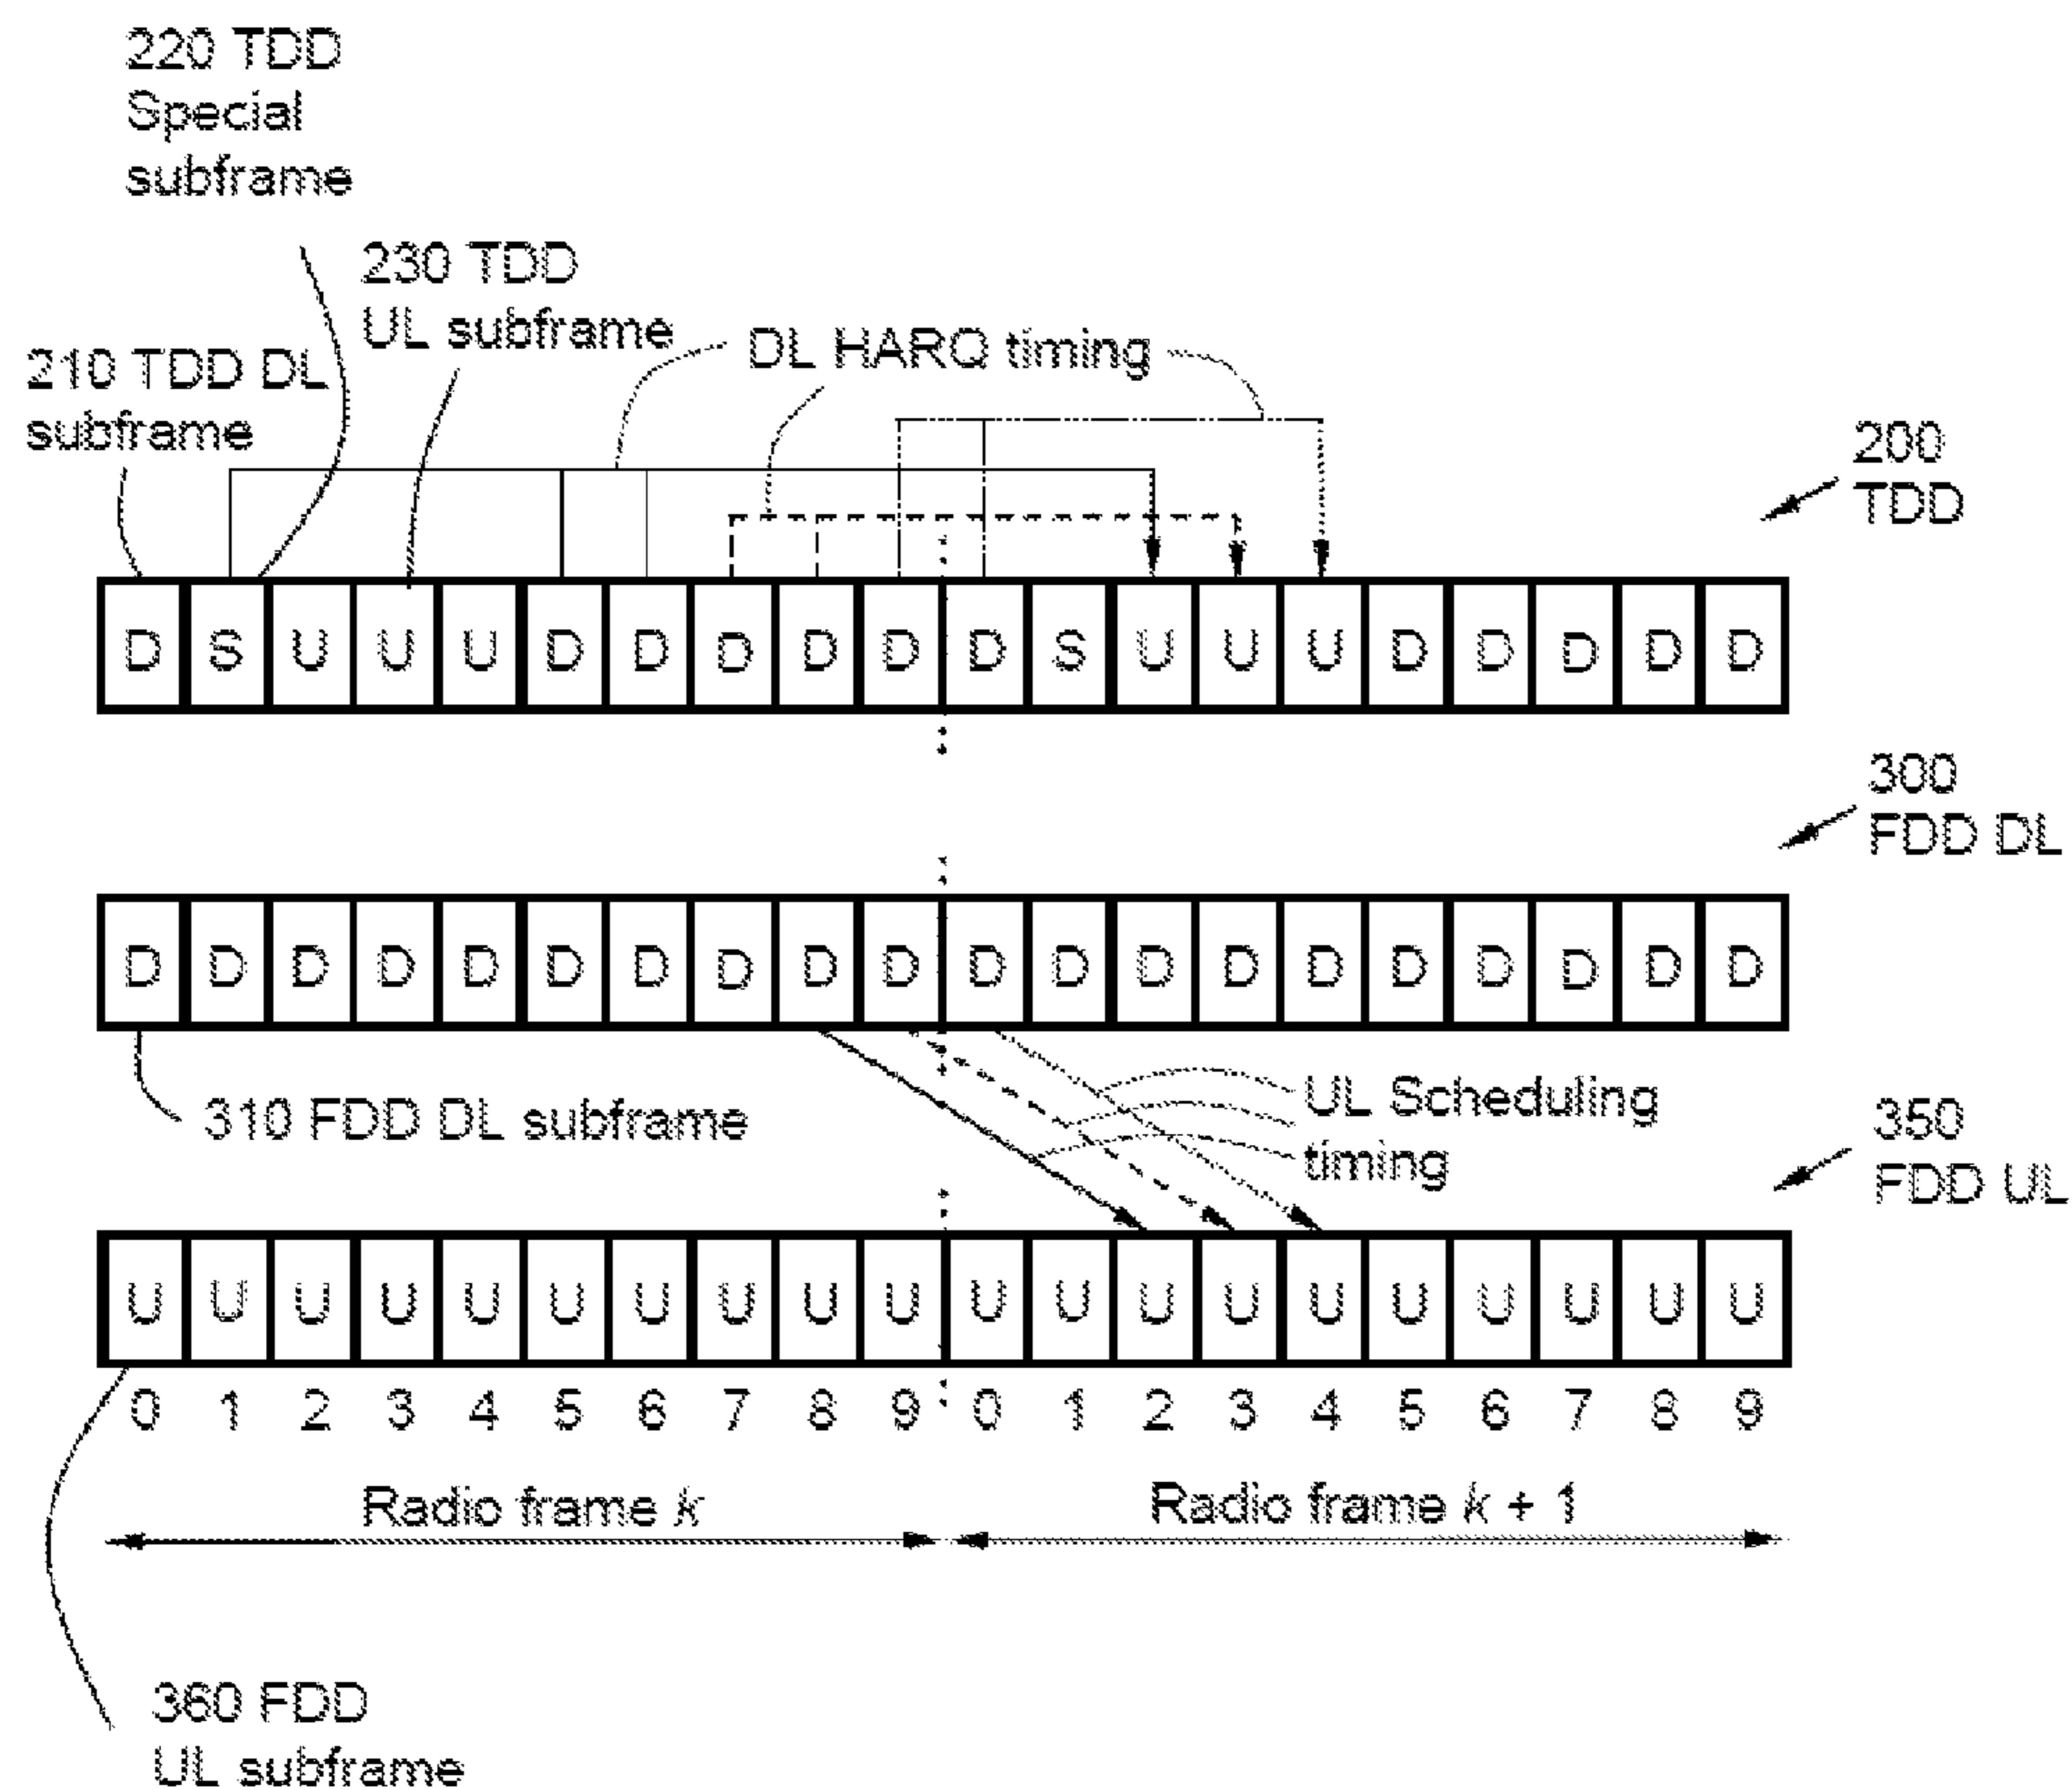 220 TDD
Special
subframe
230 TDD
UL subframe
DL HARQ timing
210 TDD DL
subframe
200
TDD
D S U U U D D D D D D S U U U D D D D D
300
FDD DL
D D D D D D D D D D D D D D D D D D D D
310 FDD DL subframe
UL Scheduling
timing
350
FDD UL
U U U U U U U U U U U U U U U U U U U U
0 1 2 3 4 5 6 7 8 9 0 1 2 3 4 5 6 7 8 9
Radio frame k
Radio frame k + 1
360 FDD
UL subframe